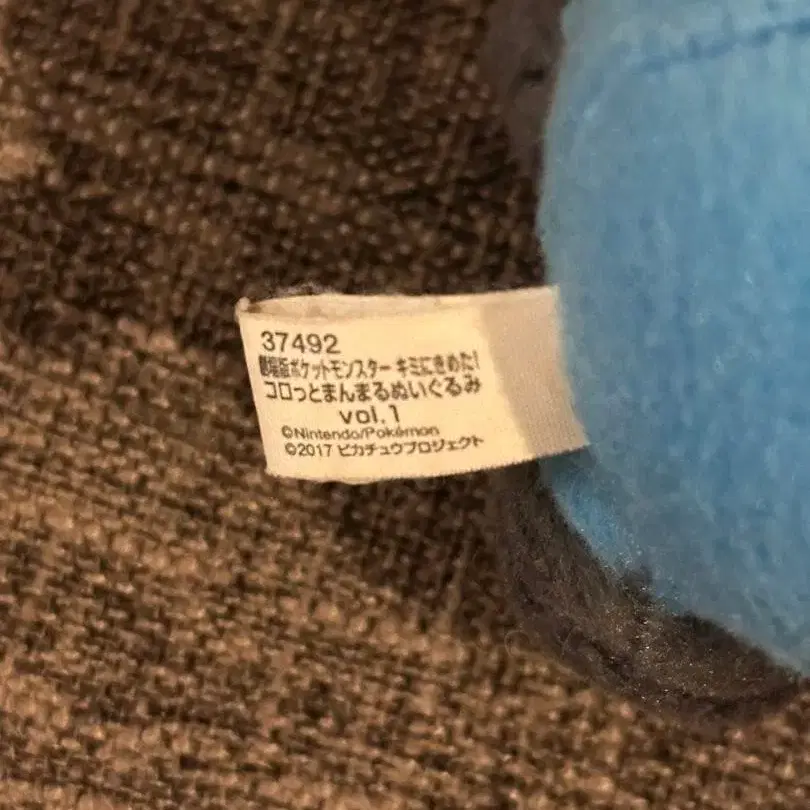 37492
劇場版ポケットモンスター キミにきめた!
コロっとまんまるぬいぐるみ
vol.1
©Nintendo/Pokémon
©2017 ピカチュウプロジェクト